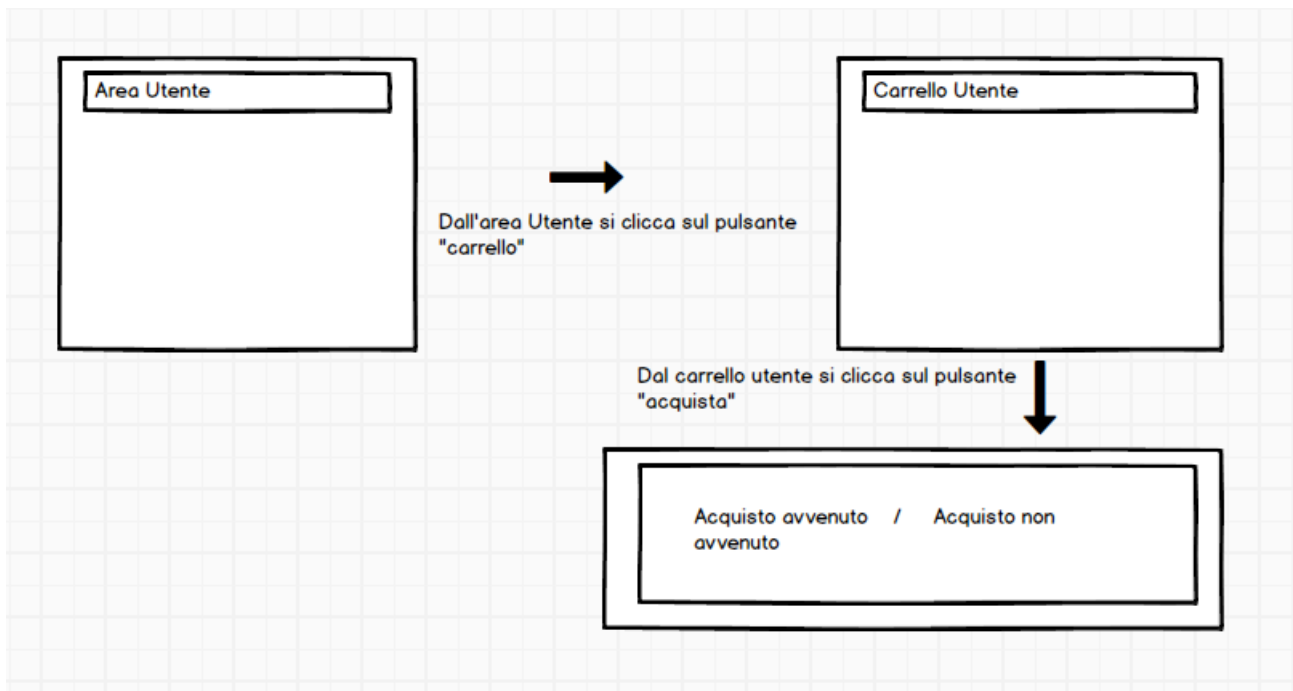 Area Utente
Carrello Utente
Dall'area Utente si clicca sul pulsante
"carrello"
Dal carrello utente si clicca sul pulsante
"acquista"
Acquisto avvenuto / Acquisto non
avvenuto